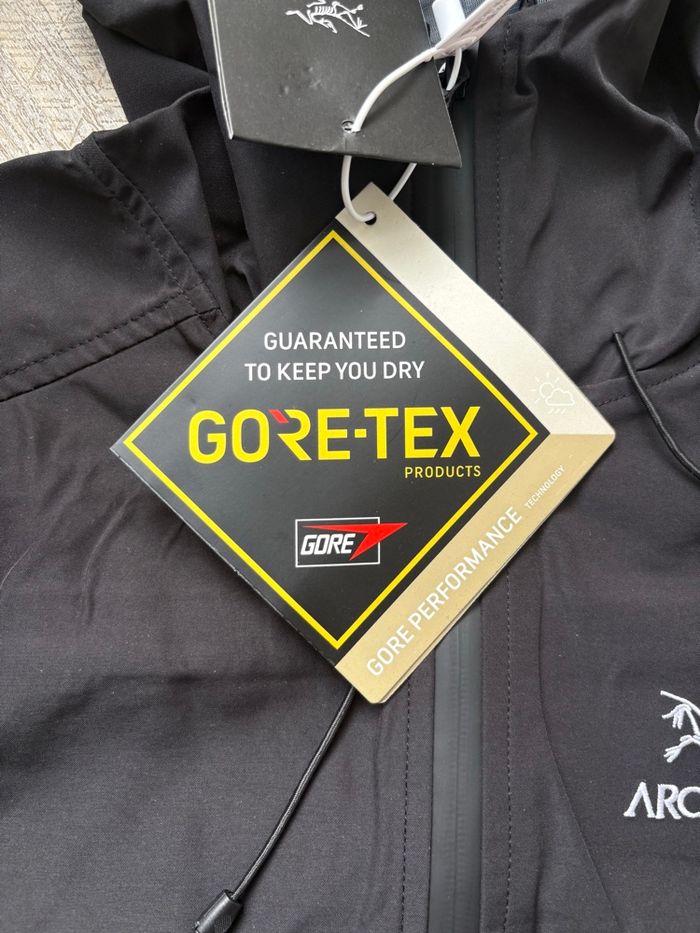 GUARANTEED
TO KEEP YOU DRY
GORE-TEX
PRODUCTS
GORE
GORE PERFORMANCE TECHNOLOGY
ARC